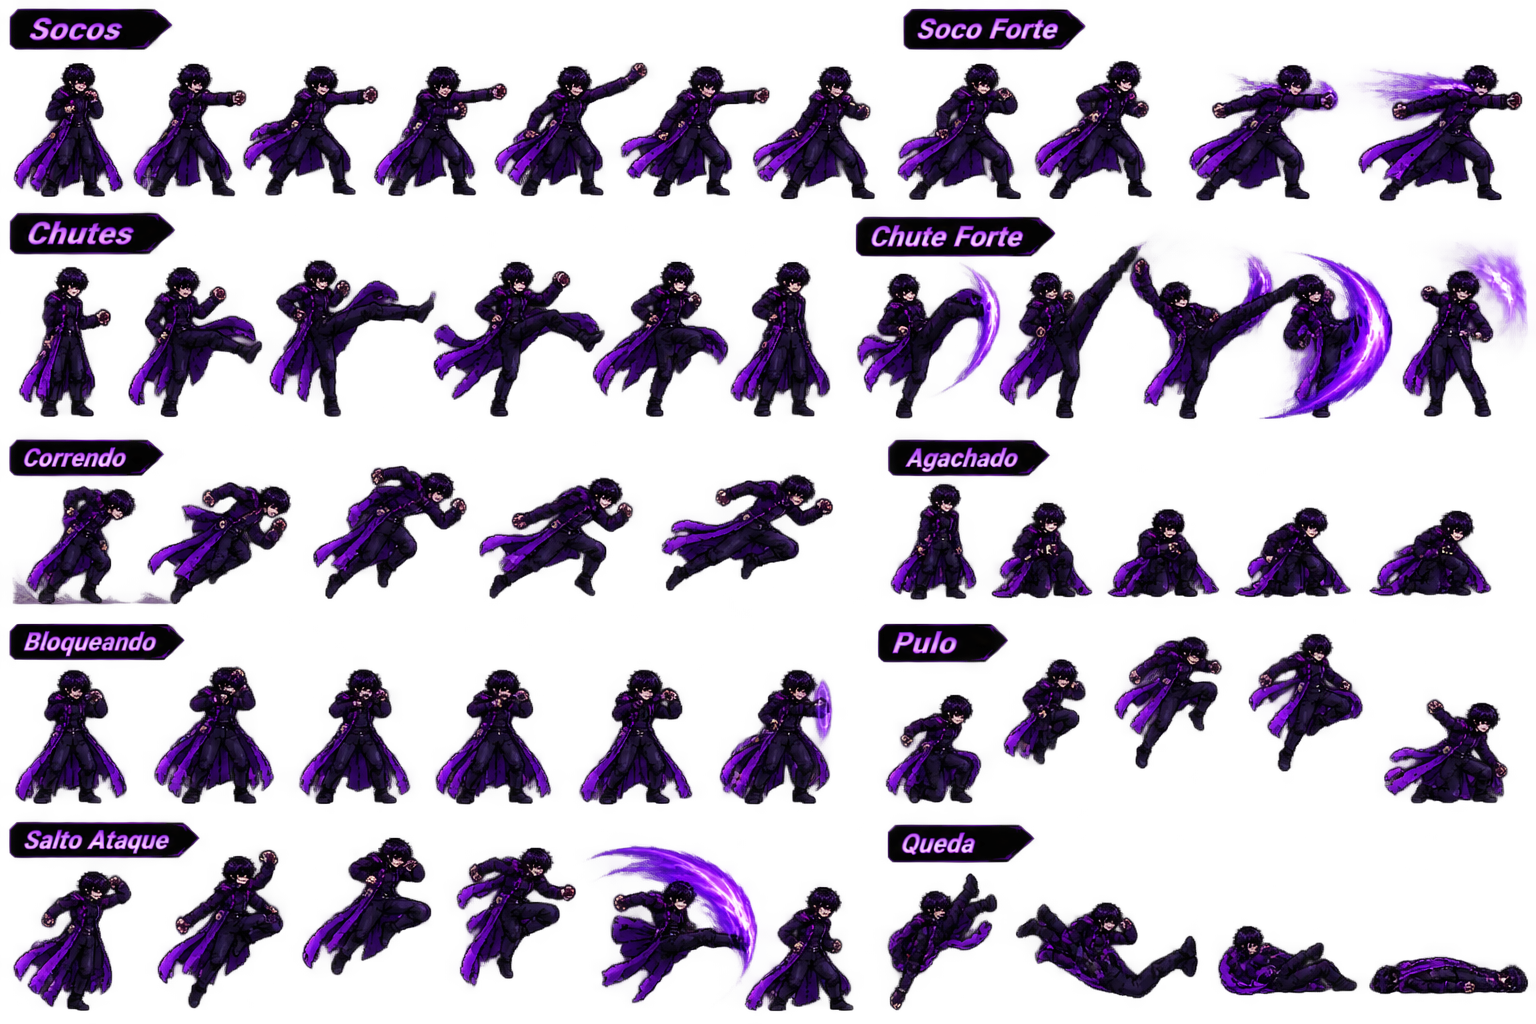 Socos
Soco Forte
Chutes
Chute Forte
Correndo
Agachado
Bloqueando
Pulo
Salto Ataque
Queda